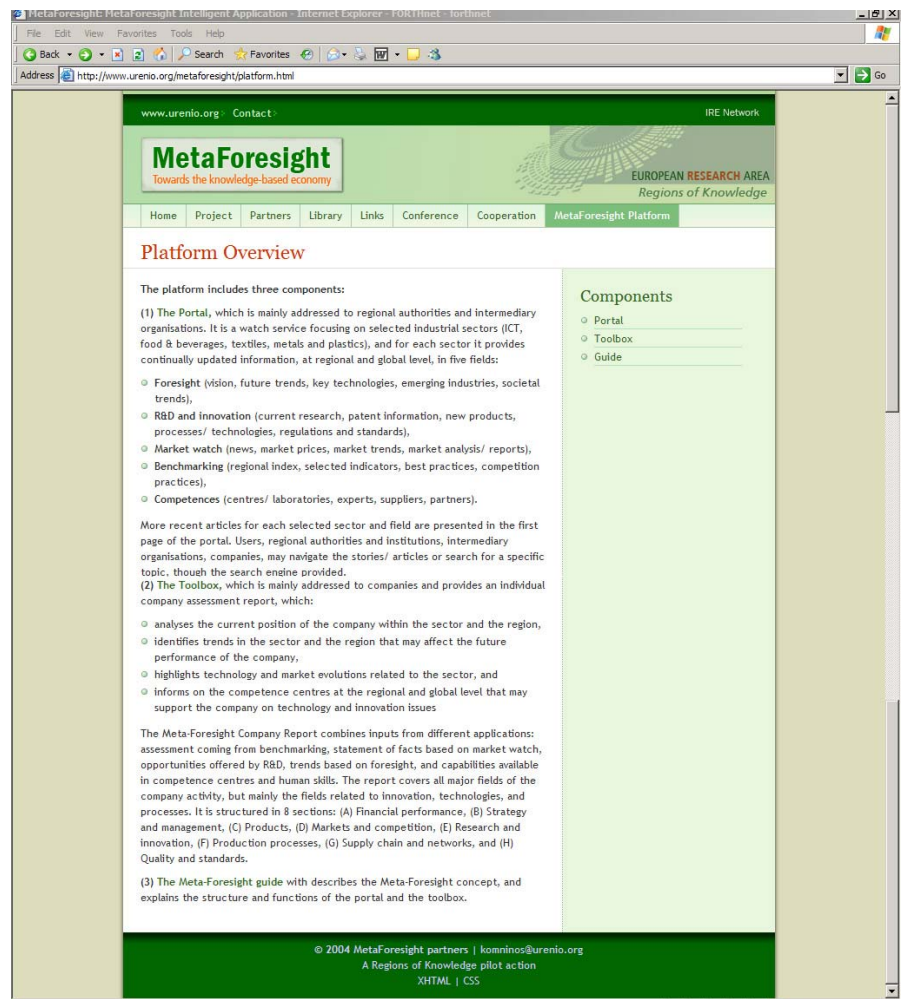 MetaForesight: MetaForesight Intelligent Application - Internet Explorer - FORTHnet - forthnet
File Edit View Favorites Tools Help
Back Search Favorites
Address http://www.urenio.org/metaforesight/platform.html Go
www.urenio.org> Contact> IRE Network
MetaForesight
Towards the knowledge-based economy
EUROPEAN RESEARCH AREA
Regions of Knowledge
Home Project Partners Library Links Conference Cooperation MetaForesight Platform
Platform Overview
The platform includes three components:
(1) The Portal, which is mainly addressed to regional authorities and intermediary
organisations. It is a watch service focusing on selected industrial sectors (ICT,
food & beverages, textiles, metals and plastics), and for each sector it provides
continually updated information, at regional and global level, in five fields:
Foresight (vision, future trends, key technologies, emerging industries, societal
trends),
R&D and innovation (current research, patent information, new products,
processes/ technologies, regulations and standards),
Market watch (news, market prices, market trends, market analysis/ reports),
Benchmarking (regional index, selected indicators, best practices, competition
practices),
Competences (centres/ laboratories, experts, suppliers, partners).
More recent articles for each selected sector and field are presented in the first
page of the portal. Users, regional authorities and institutions, intermediary
organisations, companies, may navigate the stories/ articles or search for a specific
topic, though the search engine provided.
(2) The Toolbox, which is mainly addressed to companies and provides an individual
company assessment report, which:
analyses the current position of the company within the sector and the region,
identifies trends in the sector and the region that may affect the future
performance of the company,
highlights technology and market evolutions related to the sector, and
informs on the competence centres at the regional and global level that may
support the company on technology and innovation issues
The Meta-Foresight Company Report combines inputs from different applications:
assessment coming from benchmarking, statement of facts based on market watch,
opportunities offered by R&D, trends based on foresight, and capabilities available
in competence centres and human skills. The report covers all major fields of the
company activity, but mainly the fields related to innovation, technologies, and
processes. It is structured in 8 sections: (A) Financial performance, (B) Strategy
and management, (C) Products, (D) Markets and competition, (E) Research and
innovation, (F) Production processes, (G) Supply chain and networks, and (H)
Quality and standards.
(3) The Meta-Foresight guide with describes the Meta-Foresight concept, and
explains the structure and functions of the portal and the toolbox.
Components
Portal
Toolbox
Guide
© 2004 MetaForesight partners | komninos@urenio.org
A Regions of Knowledge pilot action
XHTML | CSS